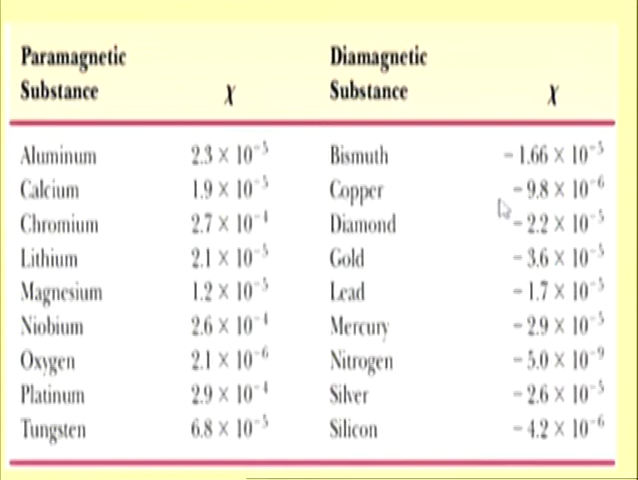 Paramagnetic Diamagnetic
Substance χ Substance χ
Aluminum 2.3 × 10⁻⁵ Bismuth – 1.66 × 10⁻⁵
Calcium 1.9 × 10⁻⁵ Copper – 9.8 × 10⁻⁶
Chromium 2.7 × 10⁻⁴ Diamond – 2.2 × 10⁻⁵
Lithium 2.1 × 10⁻⁵ Gold – 3.6 × 10⁻⁵
Magnesium 1.2 × 10⁻⁵ Lead – 1.7 × 10⁻⁵
Niobium 2.6 × 10⁻⁴ Mercury – 2.9 × 10⁻⁵
Oxygen 2.1 × 10⁻⁶ Nitrogen – 5.0 × 10⁻⁹
Platinum 2.9 × 10⁻⁴ Silver – 2.6 × 10⁻⁵
Tungsten 6.8 × 10⁻⁵ Silicon – 4.2 × 10⁻⁶